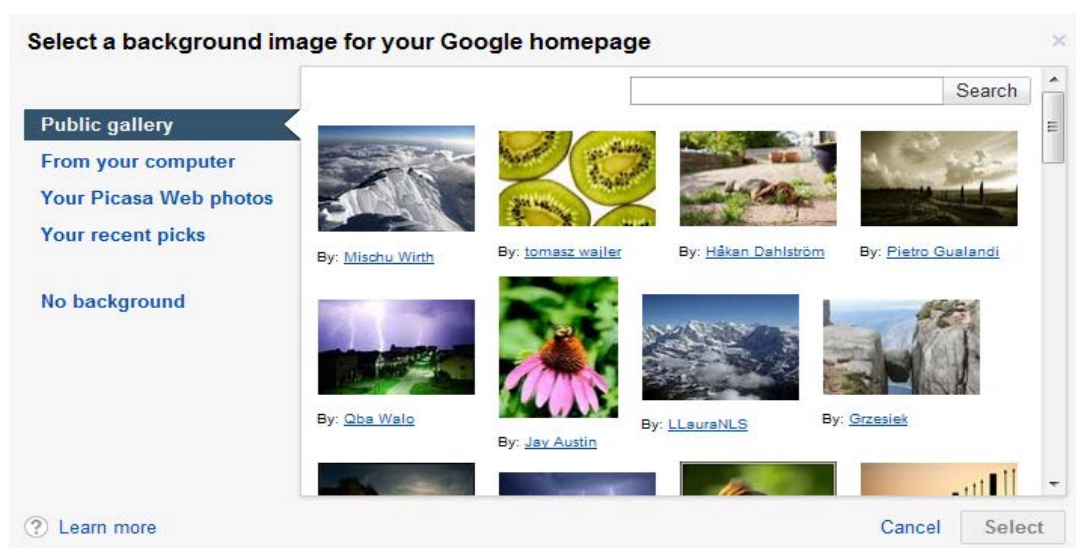 Select a background image for your Google homepage
Search
Public gallery
From your computer
Your Picasa Web photos
Your recent picks
No background
By: Mischu Wirth
By: tomasz wajler
By: Håkan Dahlström
By: Pietro Gualandi
By: Qba Walo
By: Jay Austin
By: LLauraNLS
By: Grzesiek
? Learn more
Cancel
Select